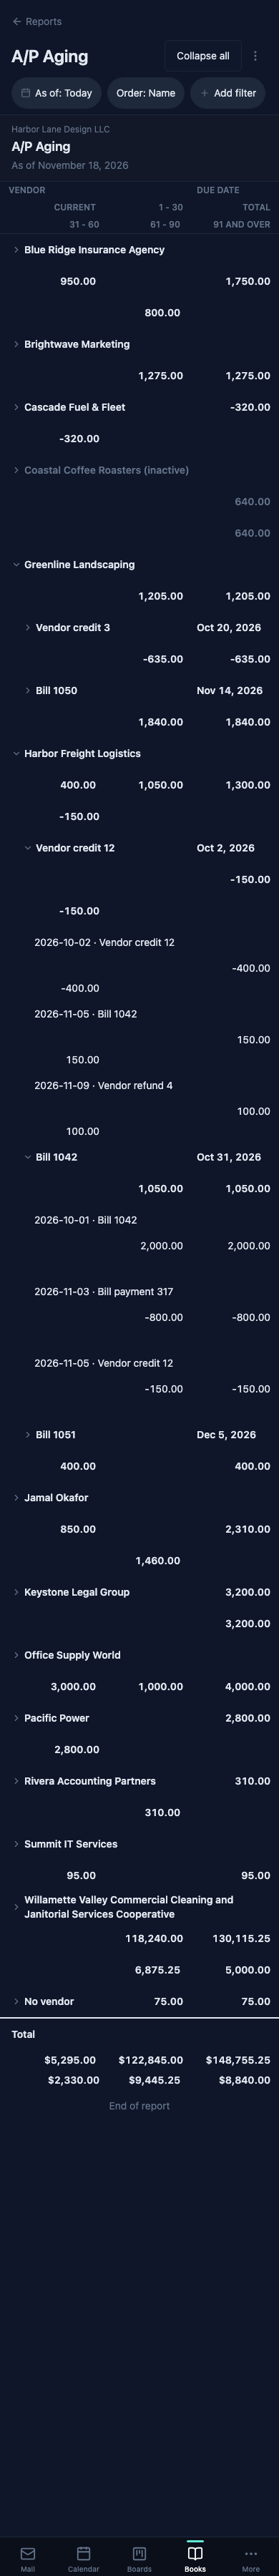 Reports
A/P Aging
Collapse all
As of: Today
Order: Name
Add filter
Harbor Lane Design LLC
A/P Aging
As of November 18, 2026
VENDOR DUE DATE
CURRENT 1 - 30 TOTAL
31 - 60 61 - 90 91 AND OVER
Blue Ridge Insurance Agency
950.00 1,750.00
800.00
Brightwave Marketing
1,275.00 1,275.00
Cascade Fuel & Fleet -320.00
-320.00
Coastal Coffee Roasters (inactive)
640.00
640.00
Greenline Landscaping
1,205.00 1,205.00
Vendor credit 3 Oct 20, 2026
-635.00 -635.00
Bill 1050 Nov 14, 2026
1,840.00 1,840.00
Harbor Freight Logistics
400.00 1,050.00 1,300.00
-150.00
Vendor credit 12 Oct 2, 2026
-150.00
-150.00
2026-10-02 · Vendor credit 12
-400.00
-400.00
2026-11-05 · Bill 1042
150.00
150.00
2026-11-09 · Vendor refund 4
100.00
100.00
Bill 1042 Oct 31, 2026
1,050.00 1,050.00
2026-10-01 · Bill 1042
2,000.00 2,000.00
2026-11-03 · Bill payment 317
-800.00 -800.00
2026-11-05 · Vendor credit 12
-150.00 -150.00
Bill 1051 Dec 5, 2026
400.00 400.00
Jamal Okafor
850.00 2,310.00
1,460.00
Keystone Legal Group 3,200.00
3,200.00
Office Supply World
3,000.00 1,000.00 4,000.00
Pacific Power 2,800.00
2,800.00
Rivera Accounting Partners 310.00
310.00
Summit IT Services
95.00 95.00
Willamette Valley Commercial Cleaning and
Janitorial Services Cooperative
118,240.00 130,115.25
6,875.25 5,000.00
No vendor 75.00 75.00
Total
$5,295.00 $122,845.00 $148,755.25
$2,330.00 $9,445.25 $8,840.00
End of report
Mail
Calendar
Boards
Books
More